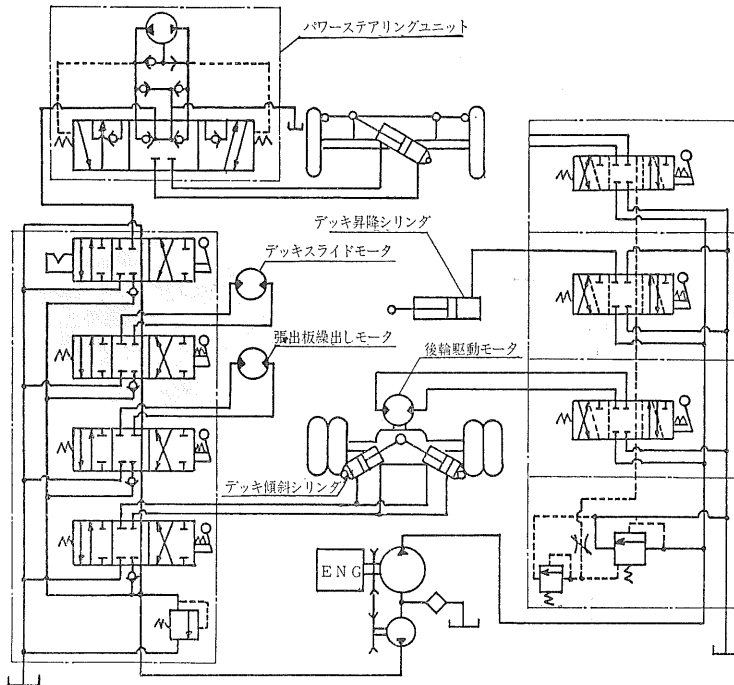 パワーステアリングユニット
デッキ昇降シリンダ
デッキスライドモータ
張出板繰出しモータ
後輪駆動モータ
デッキ傾斜シリンダ
ENG